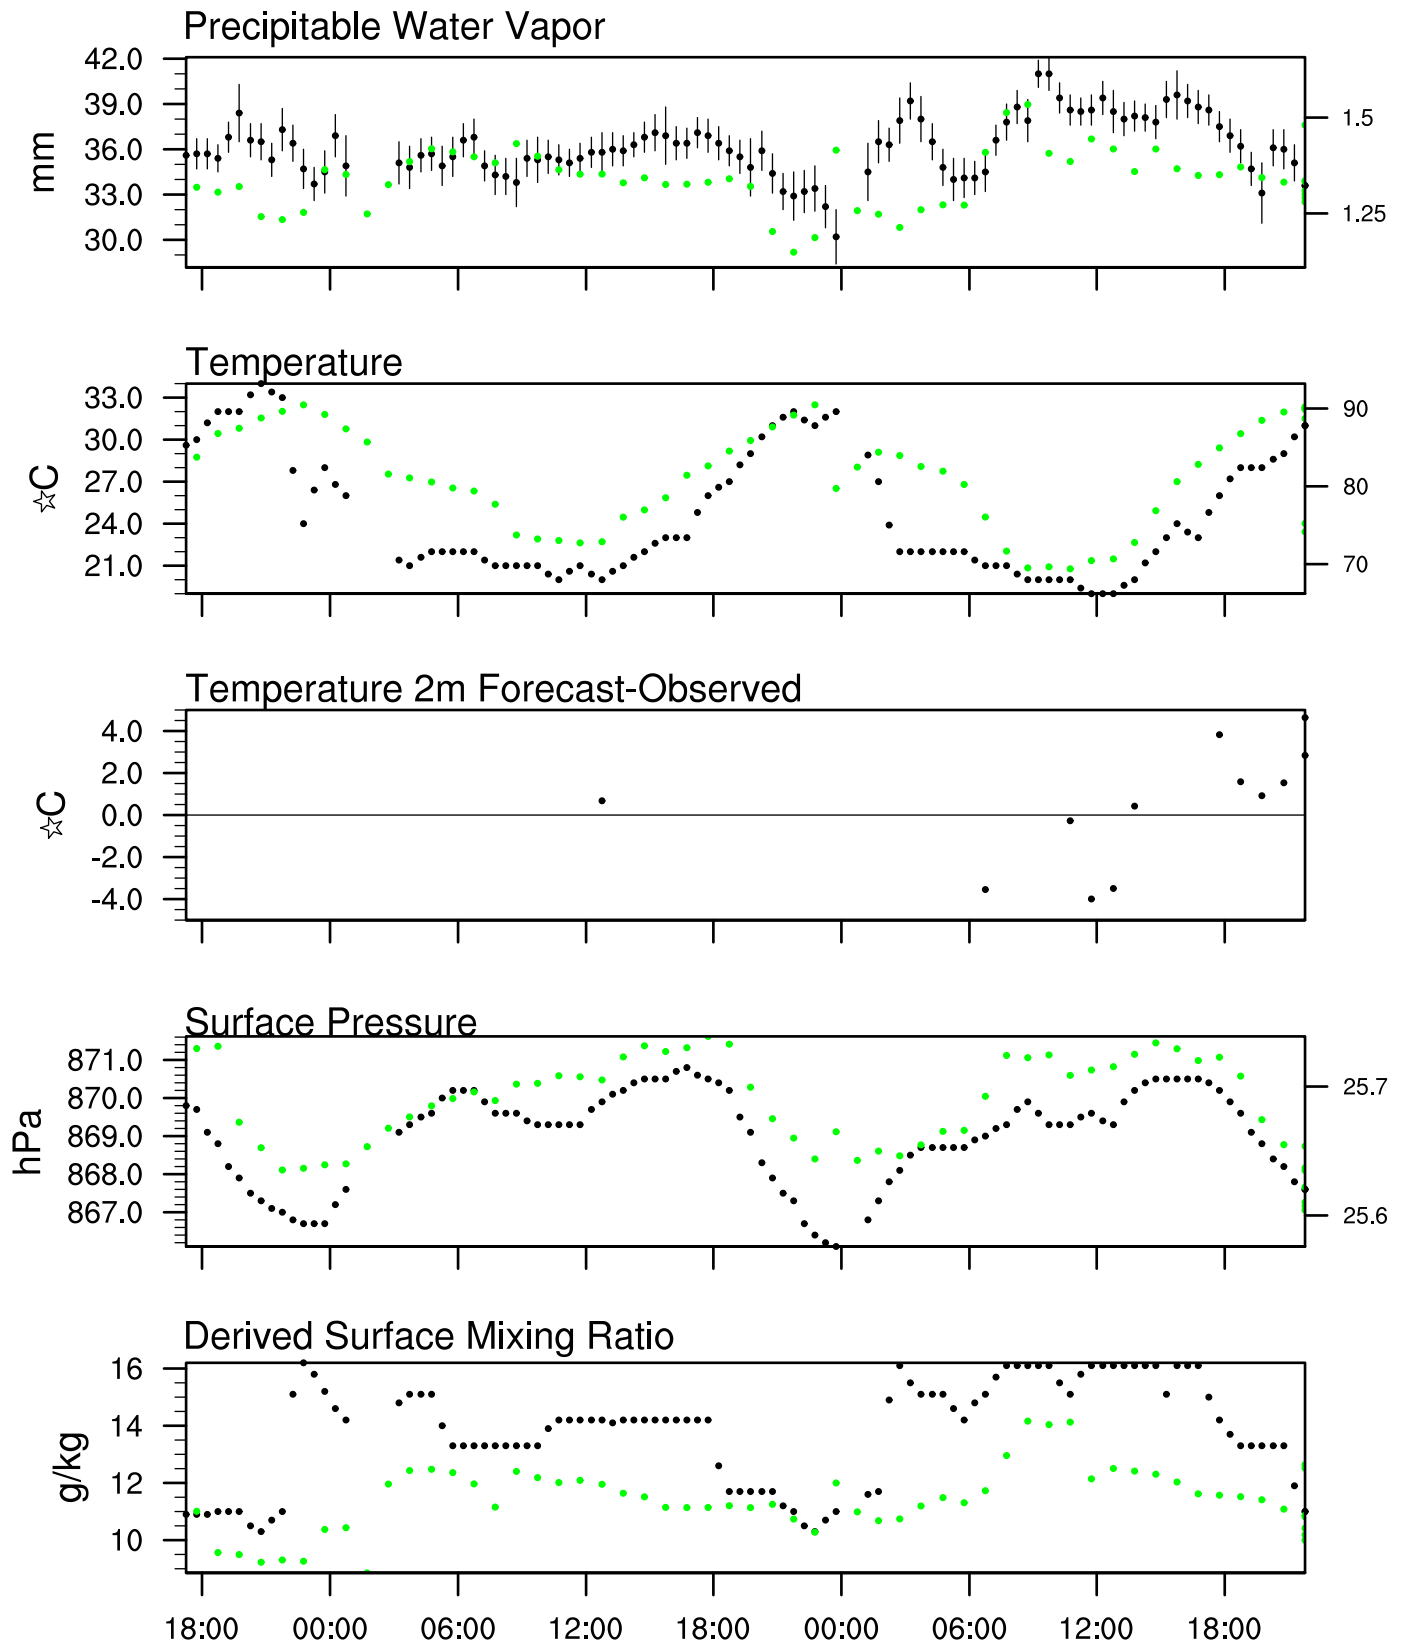 Precipitable Water Vapor
42.0
39.0
36.0
33.0
30.0
mm
1.5
1.25
Temperature
33.0
30.0
27.0
24.0
21.0
☆C
90
80
70
Temperature 2m Forecast-Observed
4.0
2.0
0.0
-2.0
-4.0
☆C
Surface Pressure
871.0
870.0
869.0
868.0
867.0
hPa
25.7
25.6
Derived Surface Mixing Ratio
16
14
12
10
g/kg
18:00 00:00 06:00 12:00 18:00 00:00 06:00 12:00 18:00